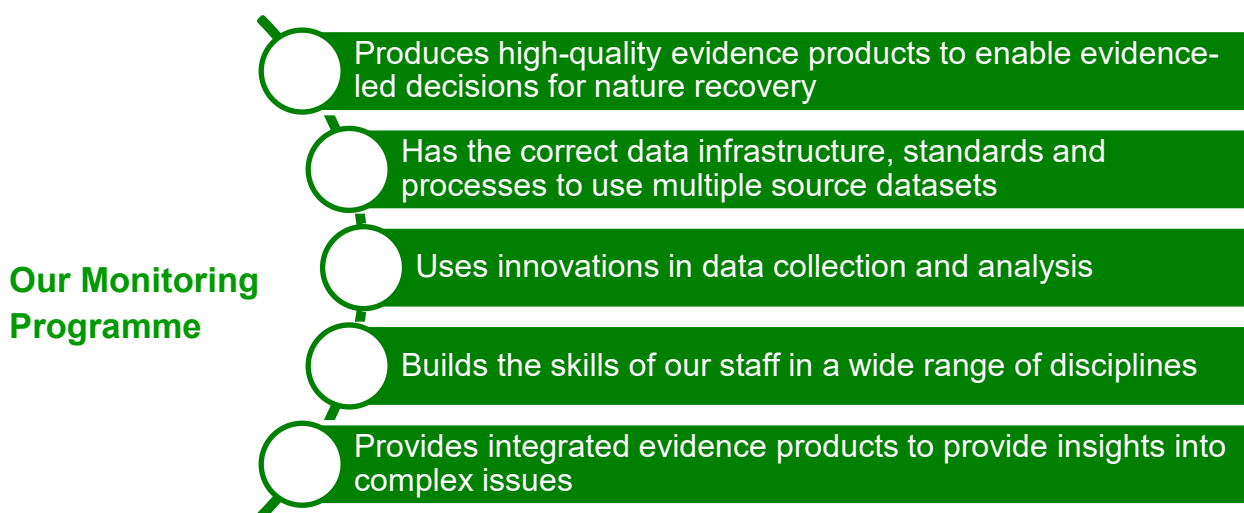 Our Monitoring
Programme
Produces high-quality evidence products to enable evidence-
led decisions for nature recovery
Has the correct data infrastructure, standards and
processes to use multiple source datasets
Uses innovations in data collection and analysis
Builds the skills of our staff in a wide range of disciplines
Provides integrated evidence products to provide insights into
complex issues